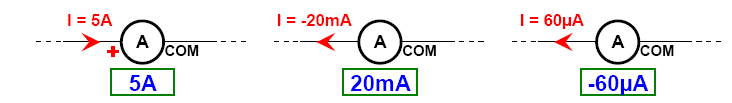 I = 5A
A
+
COM
5A
I = -20mA
A
COM
20mA
I = 60µA
A
COM
-60µA